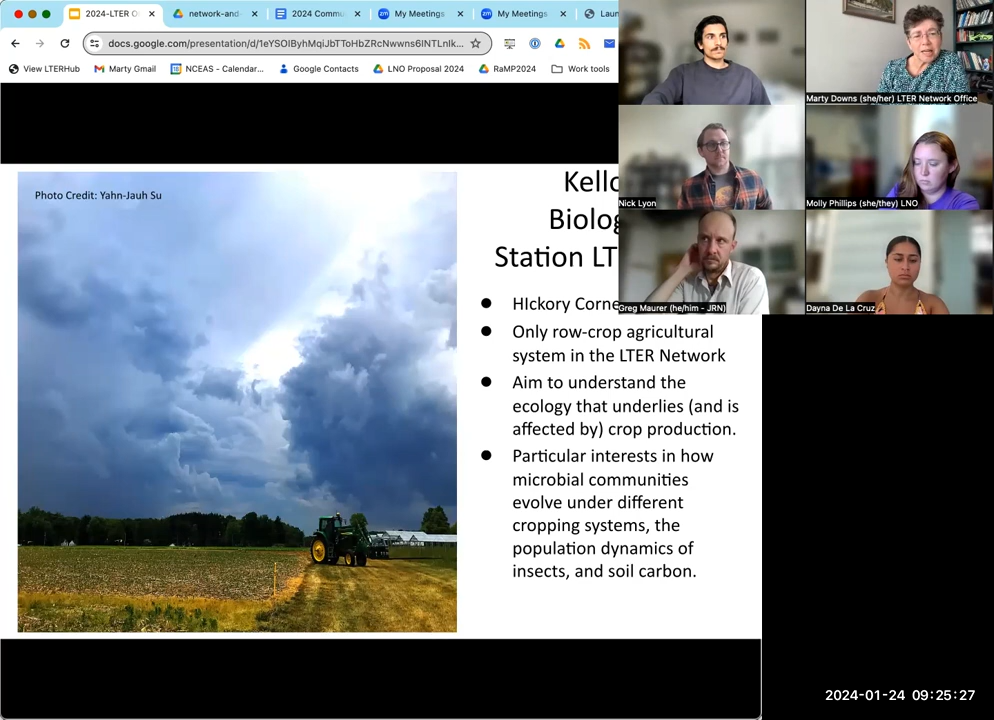 2024-LTER O
network-and-
2024 Commu
My Meetings
My Meetings
Laun
docs.google.com/presentation/d/1eYSOIByhMqiJbTToHbZRcNwwns6INTLnIk...
View LTERHub
Marty Gmail
NCEAS - Calendar...
Google Contacts
LNO Proposal 2024
RaMP2024
Work tools
Marty Downs (she/her) LTER Network Office
Nick Lyon
Molly Phillips (she/they) LNO
Greg Maurer (he/him - JRN)
Dayna De La Cruz
Photo Credit: Yahn-Jauh Su
Kello
Biolog
Station LT
● HIckory Corne
● Only row-crop agricultural
system in the LTER Network
● Aim to understand the
ecology that underlies (and is
affected by) crop production.
● Particular interests in how
microbial communities
evolve under different
cropping systems, the
population dynamics of
insects, and soil carbon.
2024-01-24 09:25:27